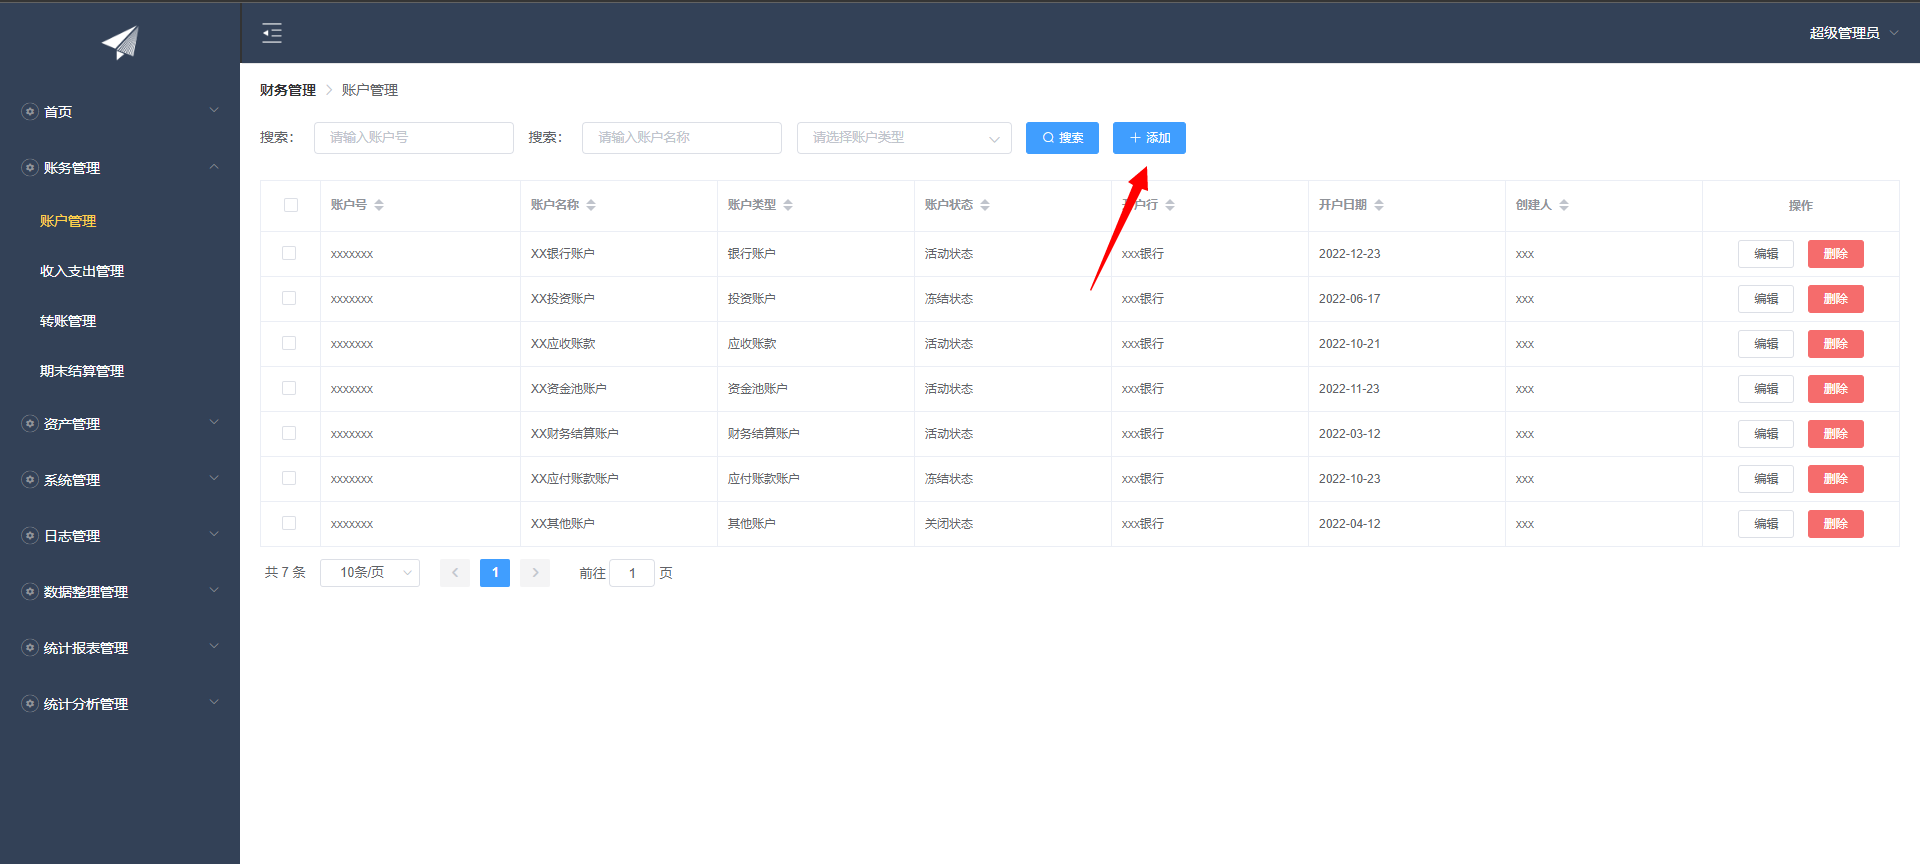 超级管理员
首页
账务管理
账户管理
收入支出管理
转账管理
期末结算管理
资产管理
系统管理
日志管理
数据整理管理
统计报表管理
统计分析管理
财务管理 > 账户管理
搜索: 请输入账户号 搜索: 请输入账户名称 请选择账户类型 搜索 + 添加
账户号 账户名称 账户类型 账户状态 户行 开户日期 创建人 操作
xxxxxxx XX银行账户 银行账户 活动状态 xxx银行 2022-12-23 xxx 编辑 删除
xxxxxxx XX投资账户 投资账户 冻结状态 xxx银行 2022-06-17 xxx 编辑 删除
xxxxxxx XX应收账款 应收账款 活动状态 xxx银行 2022-10-21 xxx 编辑 删除
xxxxxxx XX资金池账户 资金池账户 活动状态 xxx银行 2022-11-23 xxx 编辑 删除
xxxxxxx XX财务结算账户 财务结算账户 活动状态 xxx银行 2022-03-12 xxx 编辑 删除
xxxxxxx XX应付账款账户 应付账款账户 冻结状态 xxx银行 2022-10-23 xxx 编辑 删除
xxxxxxx XX其他账户 其他账户 关闭状态 xxx银行 2022-04-12 xxx 编辑 删除
共 7 条 10条/页 < 1 > 前往 1 页